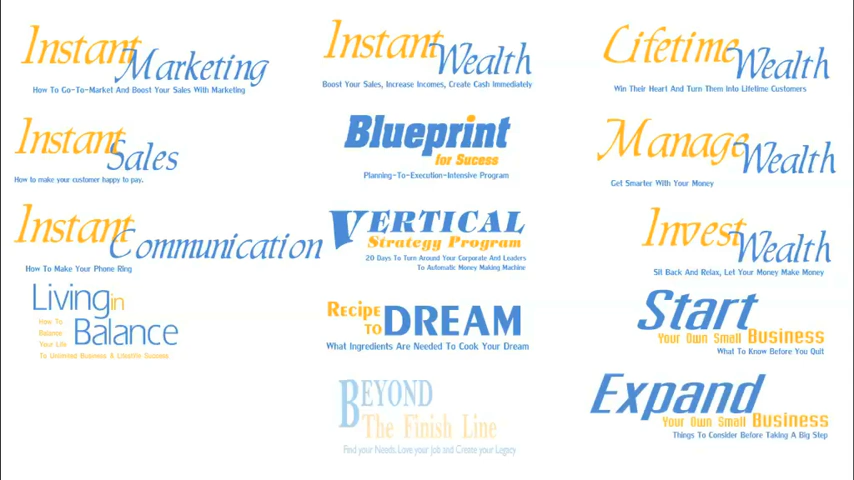 Instant
Marketing
How To Go-To-Market And Boost Your Sales With Marketing
Instant
Sales
How to make your customer happy to pay.
Instant
Communication
How To Make Your Phone Ring
Living in
Balance
How To
Balance
Your Life
To Unlimited Business & Lifestyle Success.
Instant
Wealth
Boost Your Sales, Increase Incomes, Create Cash Immediately
Blueprint
for Success
Planning-To-Execution-Intensive Program
VERTICAL
Strategy Program
20 Days To Turn Around Your Corporate And Leaders
To Automatic Money Making Machine
RECIPE
TO DREAM
What Ingredients Are Needed To Cook Your Dream
BEYOND
The Finish Line
Find your Needs, Love your Job and Create your Legacy
Lifetime
Wealth
Win Their Heart And Turn Them Into Lifetime Customers
Manage
Wealth
Get Smarter With Your Money
Invest
Wealth
Sit Back And Relax, Let Your Money Make Money
Start
Your Own Small Business
What To Know Before You Quit
Expand
Your Own Small Business
Things To Consider Before Taking A Big Step